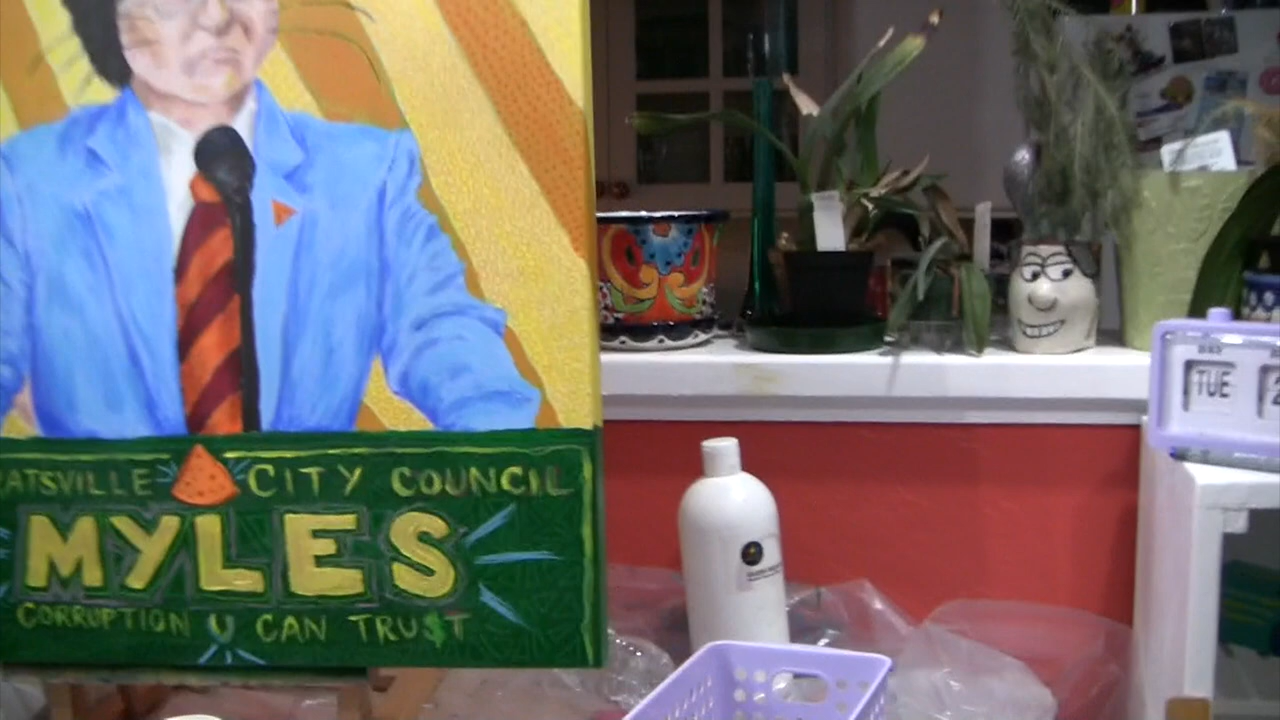 ATSVILLE CITY COUNCIL
MYLES
CORRUPTION U CAN TRU$T
TUE